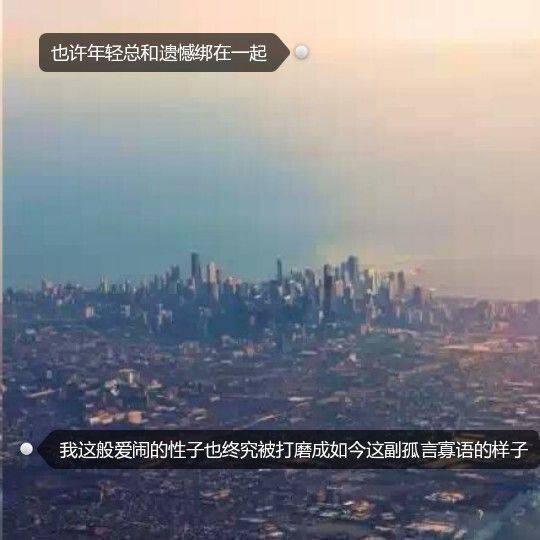 也许年轻总和遗憾绑在一起
我这般爱闹的性子也终究被打磨成如今这副孤言寡语的样子